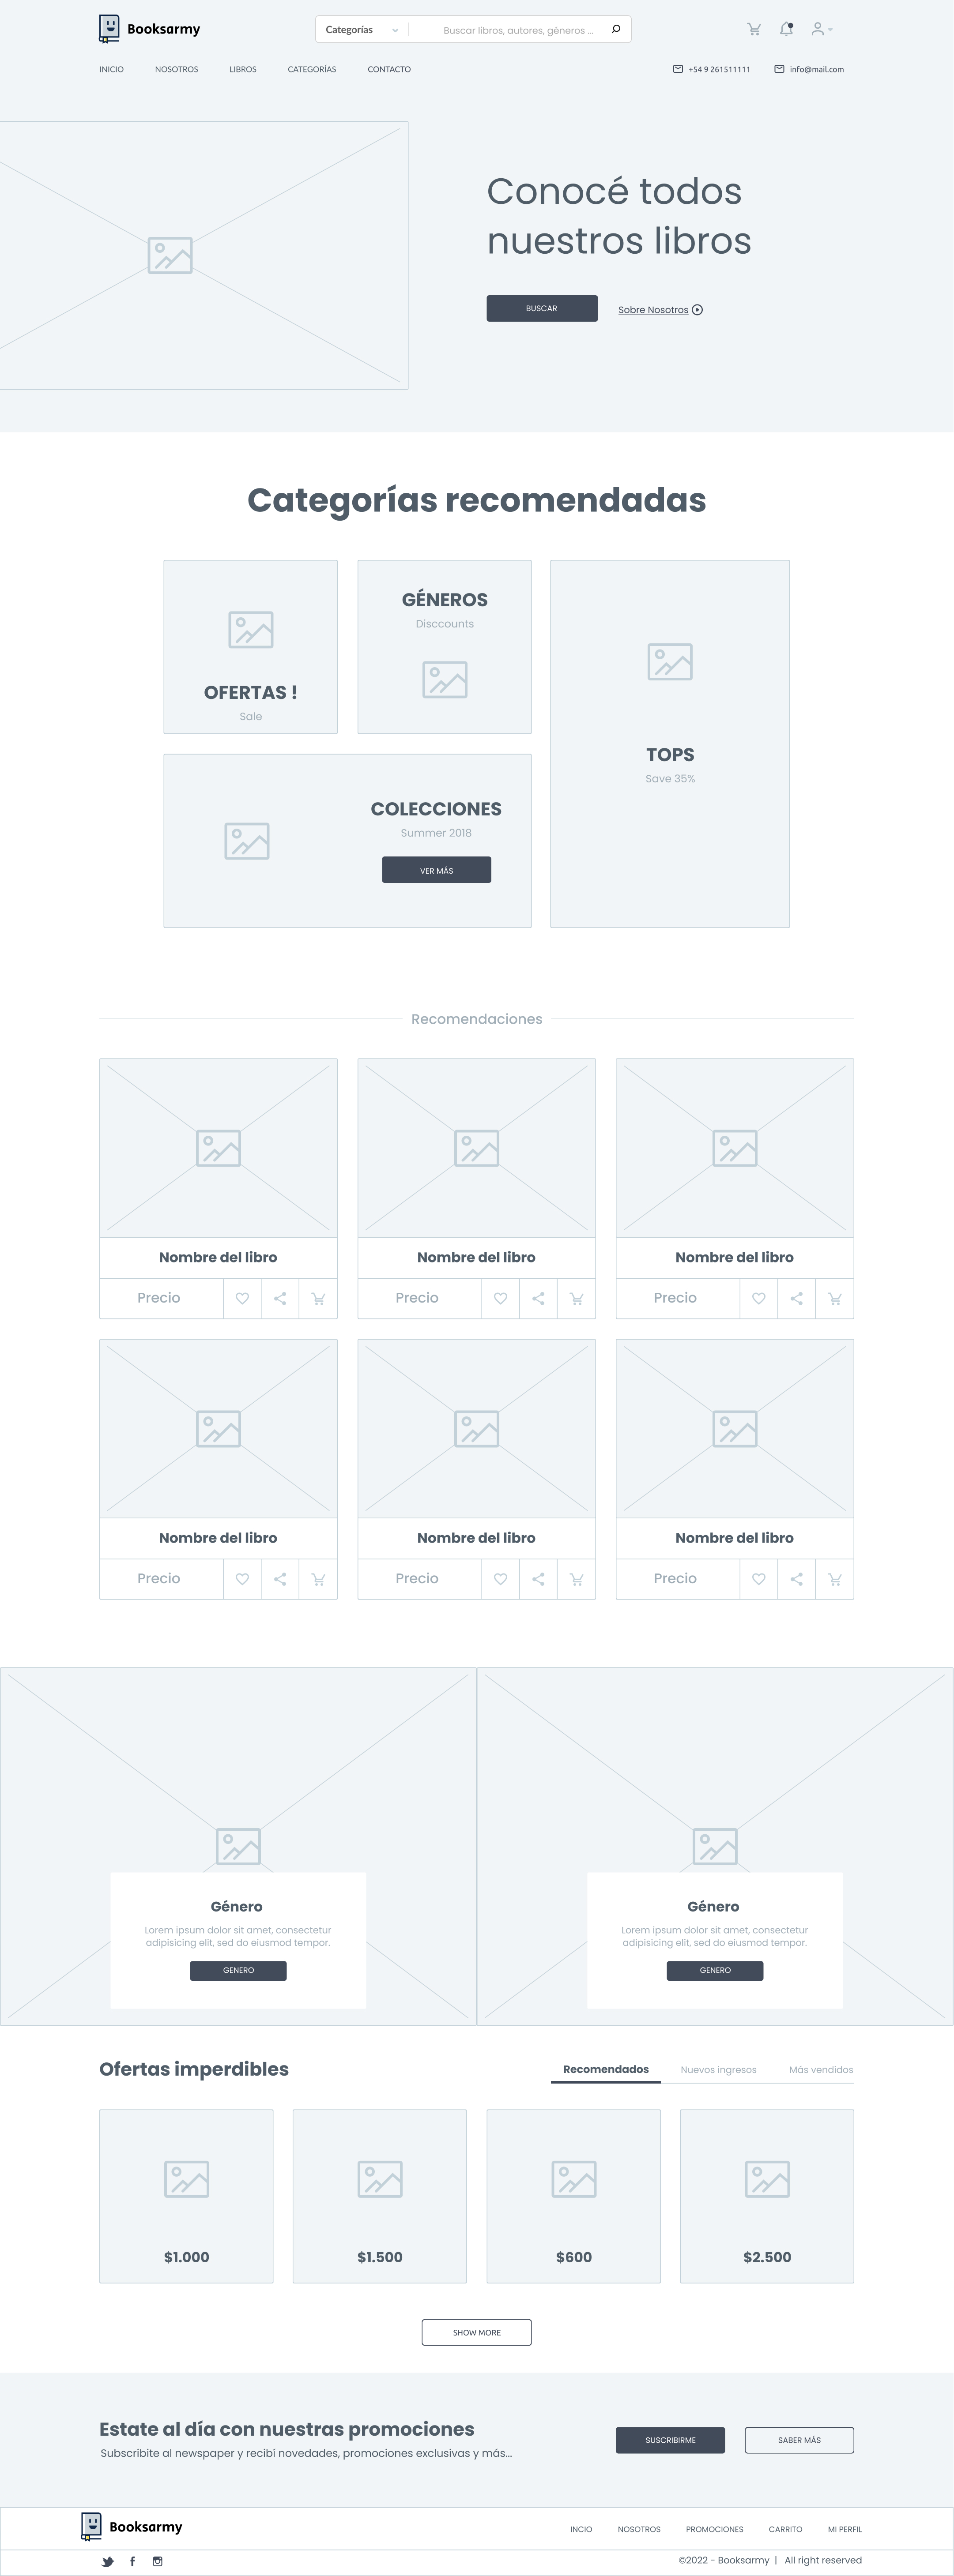 Booksarmy
Categorías
Buscar libros, autores, géneros ...
INICIO
NOSOTROS
LIBROS
CATEGORÍAS
CONTACTO
+54 9 261511111
info@mail.com
Conocé todos
nuestros libros
BUSCAR
Sobre Nosotros
Categorías recomendadas
OFERTAS !
Sale
GÉNEROS
Disccounts
TOPS
Save 35%
COLECCIONES
Summer 2018
VER MÁS
Recomendaciones
Nombre del libro
Nombre del libro
Nombre del libro
Precio
Precio
Precio
Nombre del libro
Nombre del libro
Nombre del libro
Precio
Precio
Precio
Género
Lorem ipsum dolor sit amet, consectetur
adipisicing elit, sed do eiusmod tempor.
GENERO
Género
Lorem ipsum dolor sit amet, consectetur
adipisicing elit, sed do eiusmod tempor.
GENERO
Ofertas imperdibles
Recomendados
Nuevos ingresos
Más vendidos
$1.000
$1.500
$600
$2.500
SHOW MORE
Estate al día con nuestras promociones
Subscribite al newspaper y recibí novedades, promociones exclusivas y más...
SUSCRIBIRME
SABER MÁS
Booksarmy
INCIO
NOSOTROS
PROMOCIONES
CARRITO
MI PERFIL
©2022 - Booksarmy | All right reserved